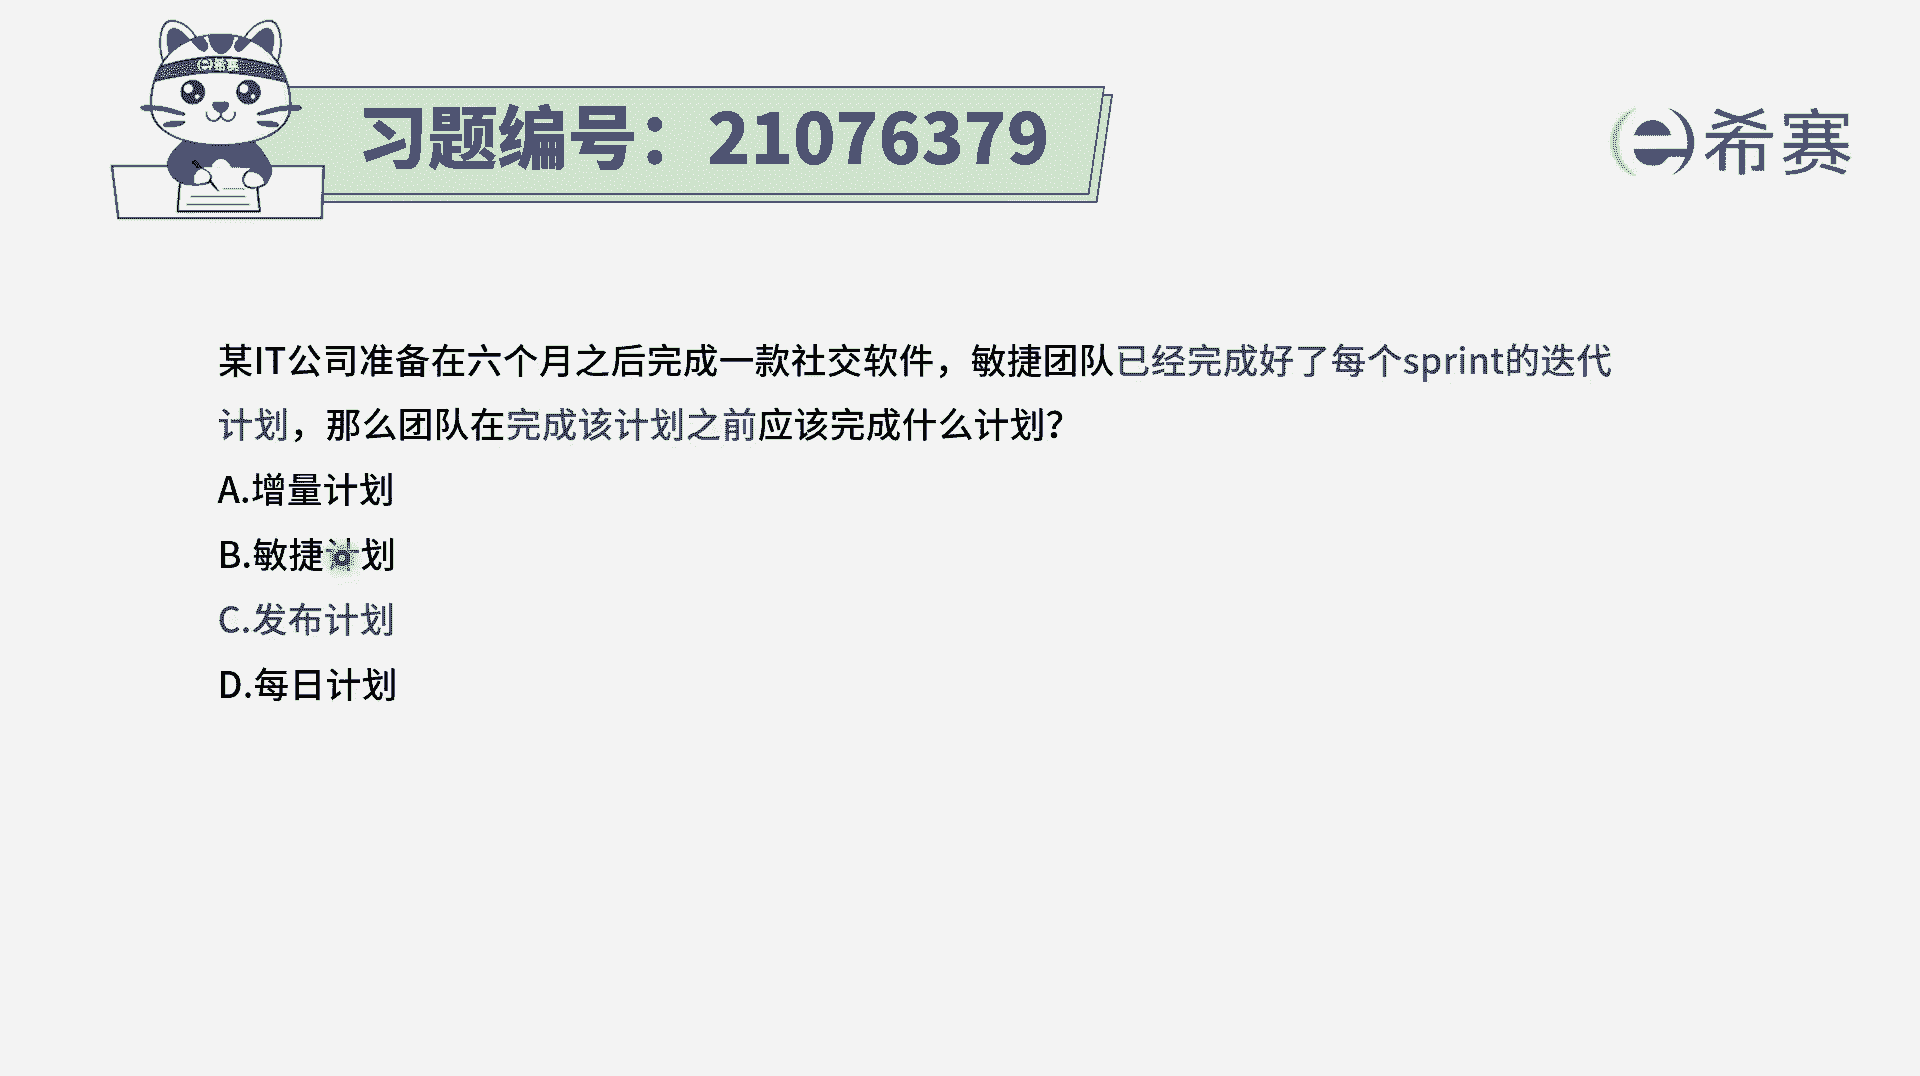 希赛
习题编号：21076379
希赛
某IT公司准备在六个月之后完成一款社交软件，敏捷团队已经完成好了每个sprint的迭代
计划，那么团队在完成该计划之前应该完成什么计划？
A.增量计划
B.敏捷计划
C.发布计划
D.每日计划